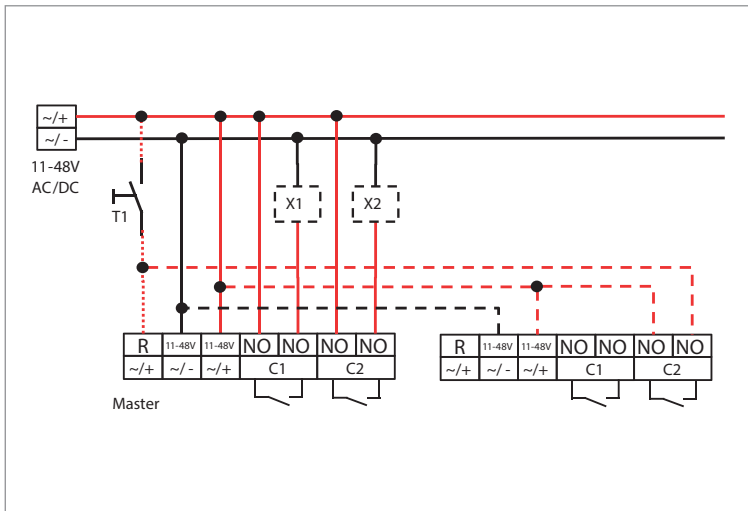 ~/+
~/ -
11-48V
AC/DC
T1
X1
X2
R 11-48V 11-48V NO NO NO NO
~/+ ~/ - ~/+ C1 C2
Master
R 11-48V 11-48V NO NO NO NO
~/+ ~/ - ~/+ C1 C2